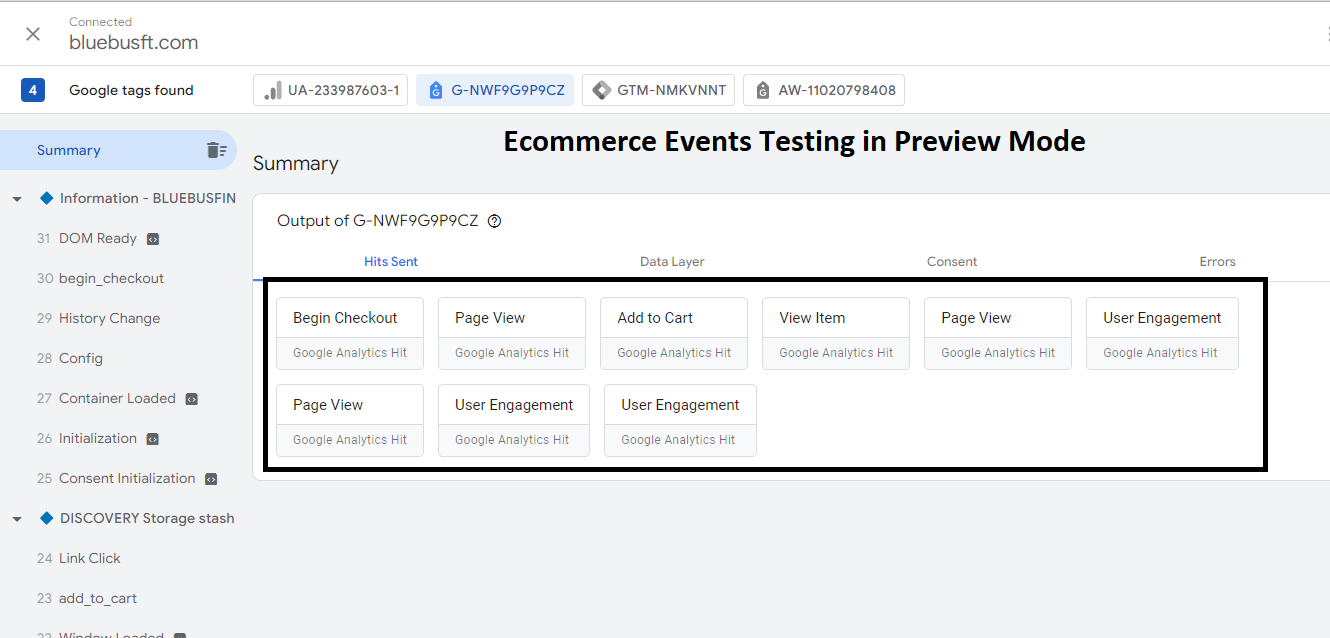 Connected
bluebusft.com
4 Google tags found UA-233987603-1 G-NWF9G9P9CZ GTM-NMKVNNT AW-11020798408
Ecommerce Events Testing in Preview Mode
Summary
Summary
Information - BLUEBUSFIN
31 DOM Ready
30 begin_checkout
29 History Change
28 Config
27 Container Loaded
26 Initialization
25 Consent Initialization
DISCOVERY Storage stash
24 Link Click
23 add_to_cart
22 Window Loaded
Output of G-NWF9G9P9CZ
Hits Sent Data Layer Consent Errors
Begin Checkout Page View Add to Cart View Item Page View User Engagement
Google Analytics Hit Google Analytics Hit Google Analytics Hit Google Analytics Hit Google Analytics Hit Google Analytics Hit
Page View User Engagement User Engagement
Google Analytics Hit Google Analytics Hit Google Analytics Hit